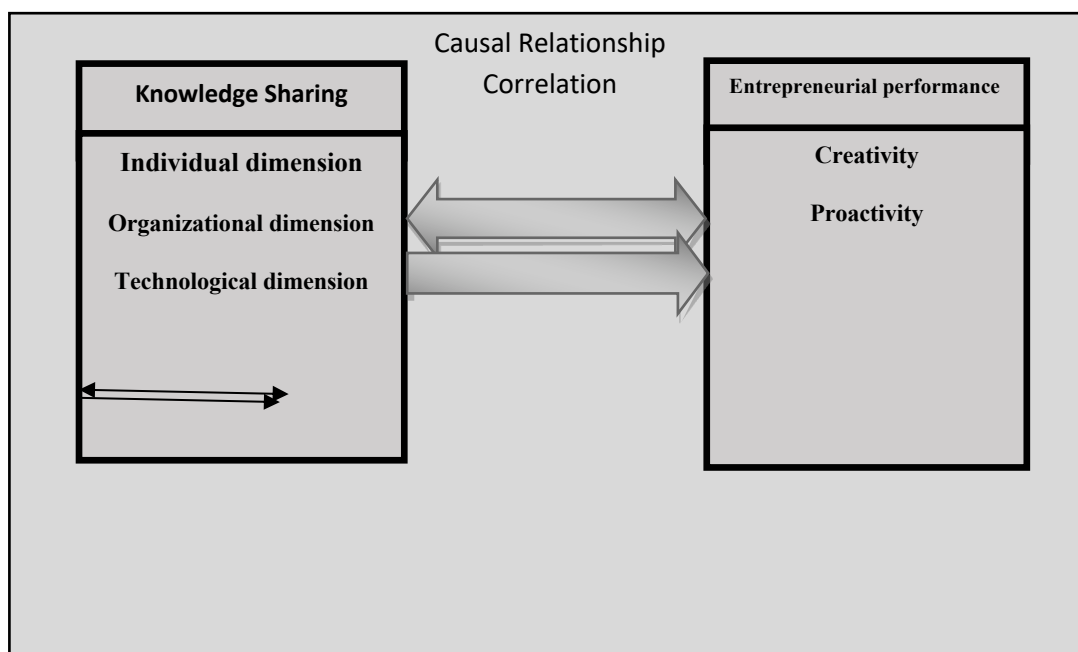 Causal Relationship
Correlation
Knowledge Sharing
Individual dimension
Organizational dimension
Technological dimension
Entrepreneurial performance
Creativity
Proactivity